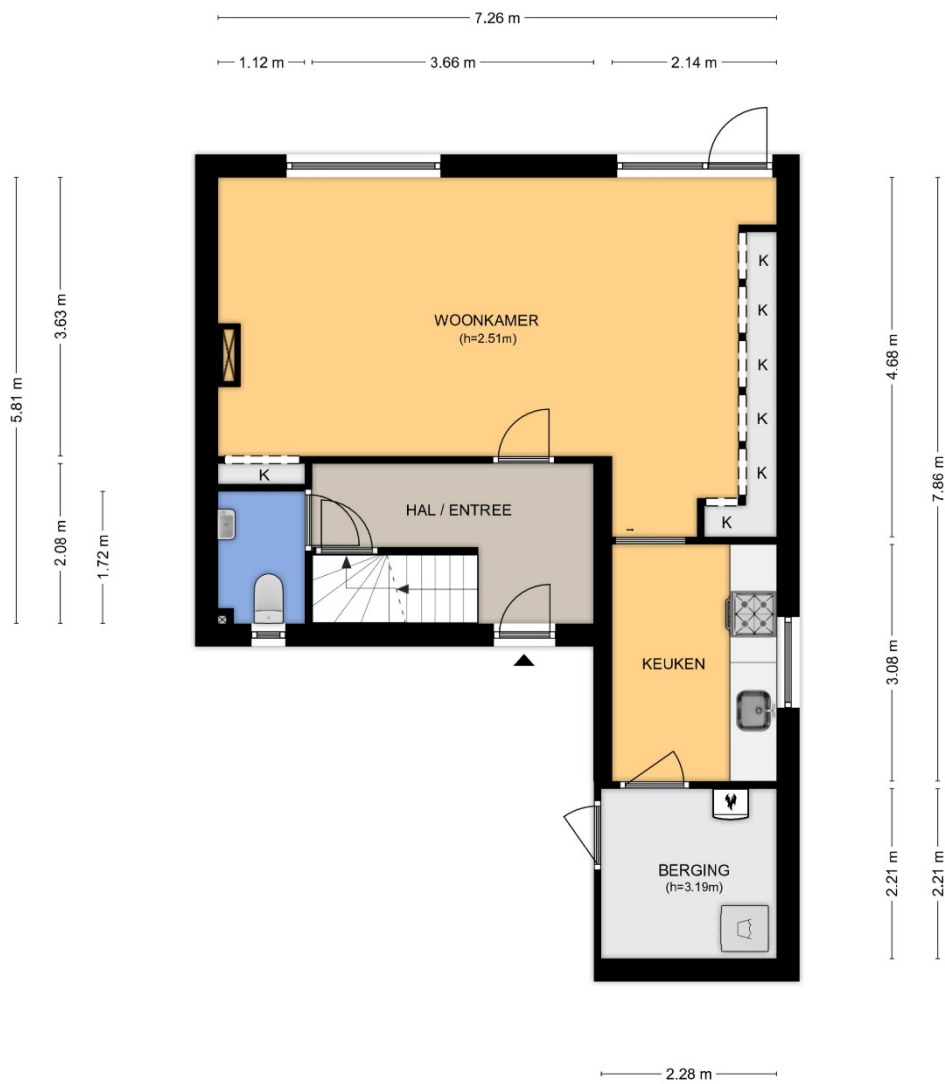 7.26 m
1.12 m
3.66 m
2.14 m
5.81 m
3.63 m
2.08 m
1.72 m
WOONKAMER
(h=2.51m)
K
K
K
K
K
K
K
HAL / ENTREE
KEUKEN
BERGING
(h=3.19m)
4.68 m
3.08 m
2.21 m
7.86 m
2.21 m
2.28 m